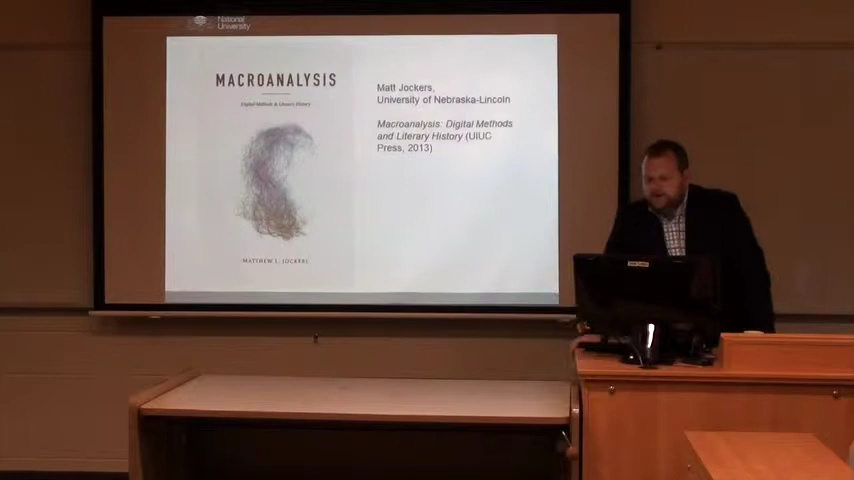 National
University
MACROANALYSIS
Digital Methods & Literary History
MATTHEW L. JOCKERS
Matt Jockers,
University of Nebraska-Lincoln
Macroanalysis: Digital Methods
and Literary History (UIUC
Press, 2013)